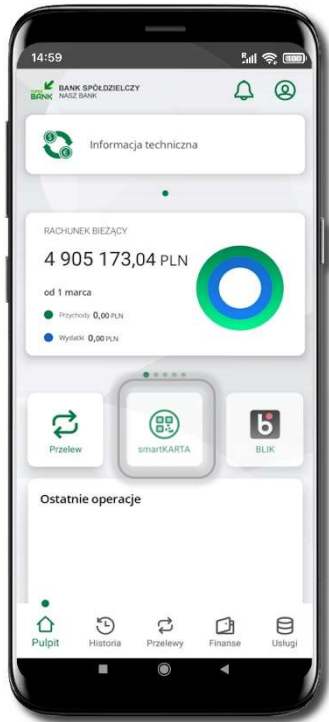 14:59
BANK SPÓŁDZIELCZY
BANK NASZ BANK
Informacja techniczna
RACHUNEK BIEŻĄCY
4 905 173,04 PLN
od 1 marca
Przychody 0,00 PLN
Wydatki 0,00 PLN
Przelew
smartKARTA
BLIK
Ostatnie operacje
Pulpit
Historia
Przelewy
Finanse
Usługi